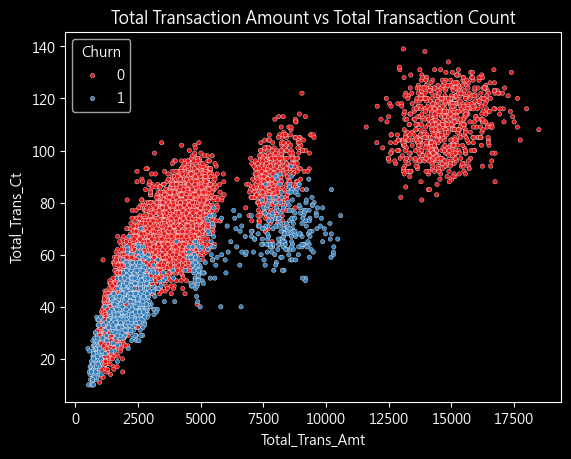 Total Transaction Amount vs Total Transaction Count
Churn
0
1
Total_Trans_Ct
140
120
100
80
60
40
20
0 2500 5000 7500 10000 12500 15000 17500
Total_Trans_Amt